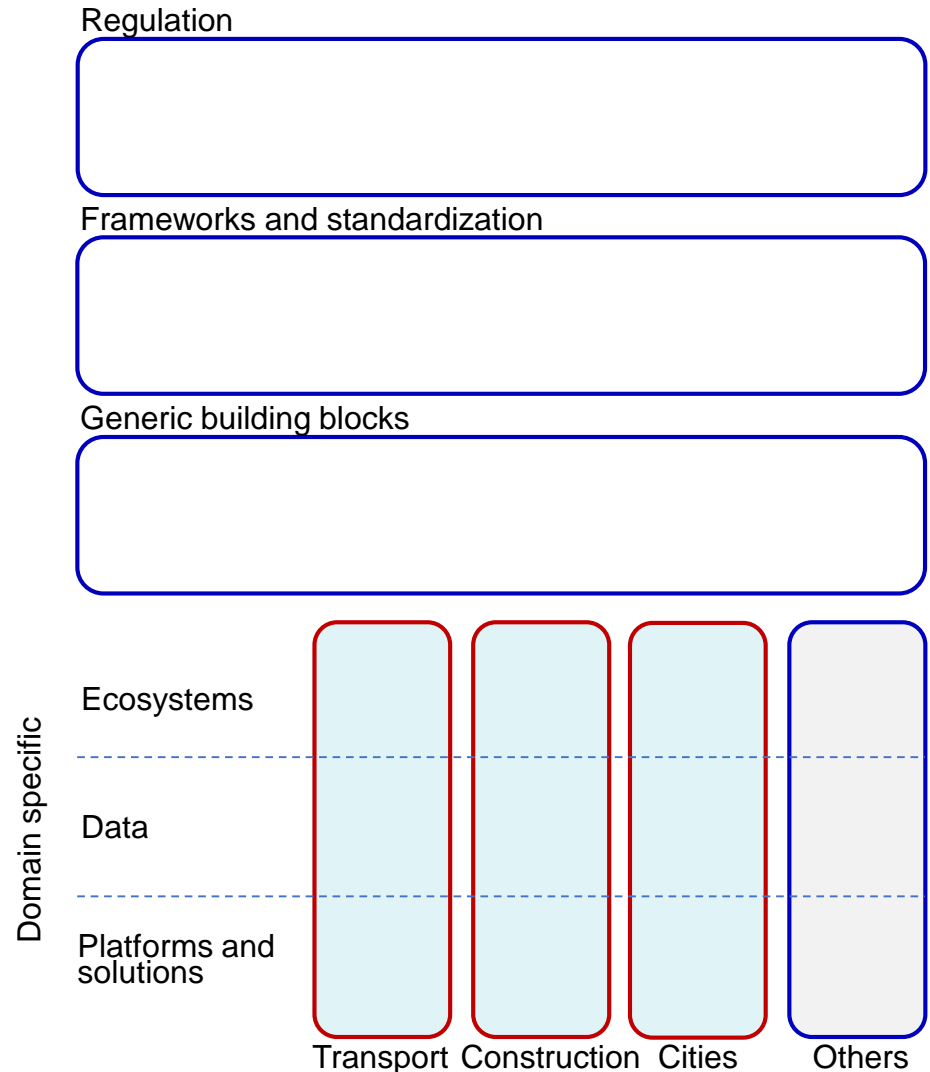 Regulation
Frameworks and standardization
Generic building blocks
Domain specific
Ecosystems
Data
Platforms and
solutions
Transport Construction Cities Others